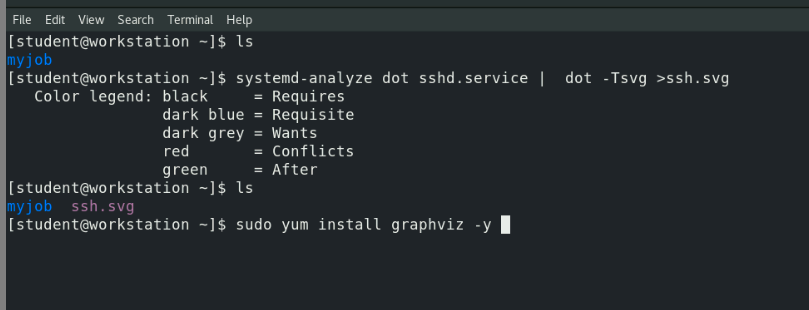 File Edit View Search Terminal Help
[student@workstation ~]$ ls
myjob
[student@workstation ~]$ systemd-analyze dot sshd.service |  dot -Tsvg >ssh.svg
   Color legend: black     = Requires
                 dark blue = Requisite
                 dark grey = Wants
                 red       = Conflicts
                 green     = After
[student@workstation ~]$ ls
myjob  ssh.svg
[student@workstation ~]$ sudo yum install graphviz -y